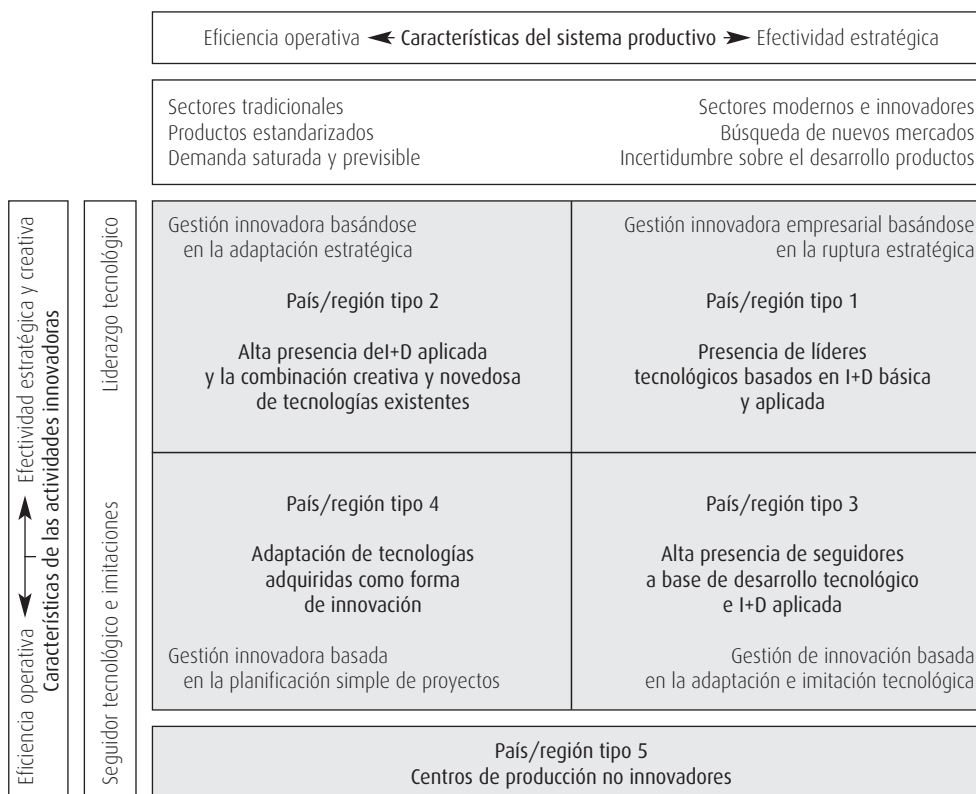 Eficiencia operativa Características del sistema productivo Efectividad estratégica
Sectores tradicionales
Productos estandarizados
Demanda saturada y previsible
Sectores modernos e innovadores
Búsqueda de nuevos mercados
Incertidumbre sobre el desarrollo productos
Eficiencia operativa Efectividad estratégica y creativa
Características de las actividades innovadoras
Liderazgo tecnológico
Seguidor tecnológico e imitaciones
Gestión innovadora basándose
en la adaptación estratégica
País/región tipo 2
Alta presencia deI+D aplicada
y la combinación creativa y novedosa
de tecnologías existentes
Gestión innovadora empresarial basándose
en la ruptura estratégica
País/región tipo 1
Presencia de líderes
tecnológicos basados en I+D básica
y aplicada
País/región tipo 4
Adaptación de tecnologías
adquiridas como forma
de innovación
Gestión innovadora basada
en la planificación simple de proyectos
País/región tipo 3
Alta presencia de seguidores
a base de desarrollo tecnológico
e I+D aplicada
Gestión de innovación basada
en la adaptación e imitación tecnológica
País/región tipo 5
Centros de producción no innovadores